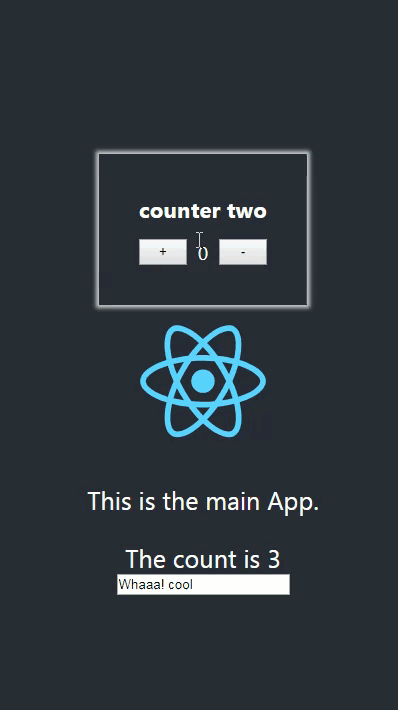 counter two
+ 0 -
This is the main App.
The count is 3
Whaaa! cool